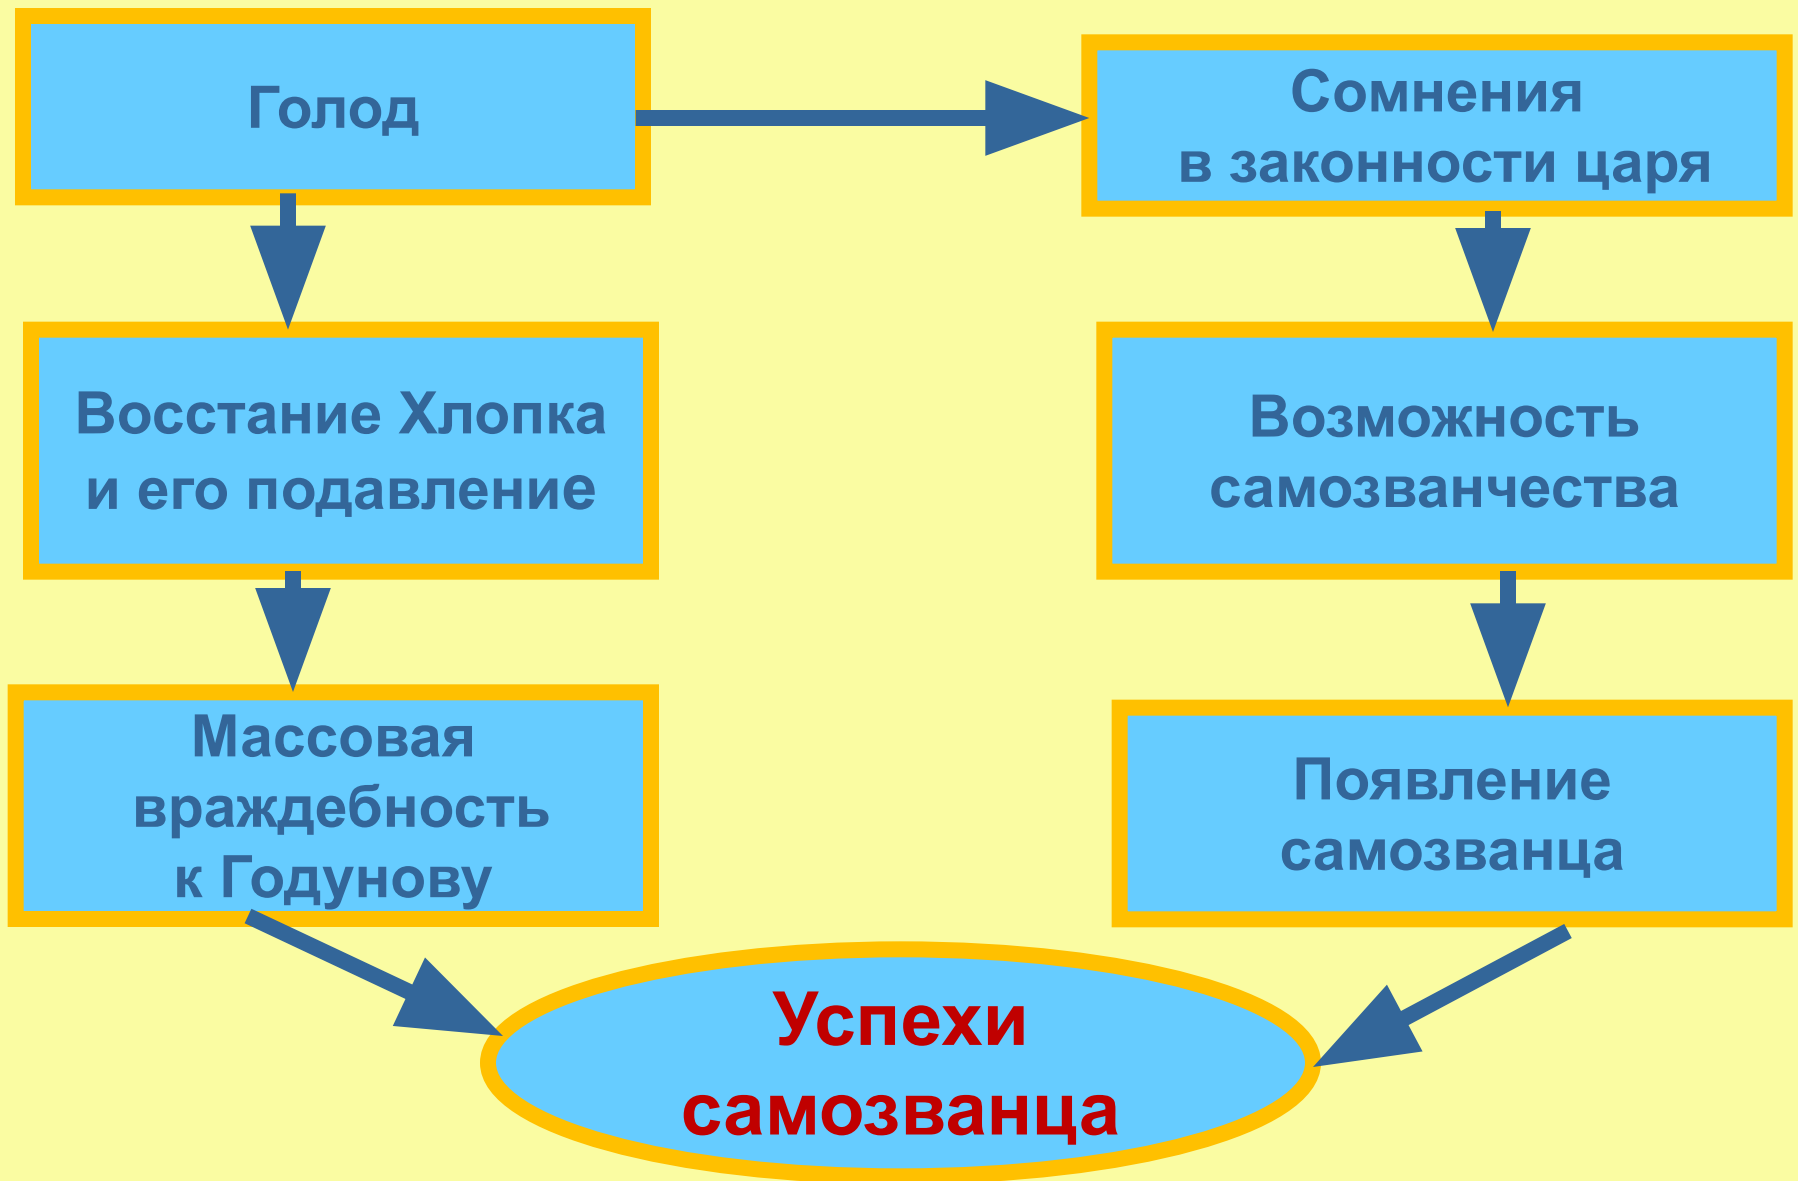 Голод
Сомнения
в законности царя
Восстание Хлопка
и его подавление
Возможность
самозванчества
Массовая
враждебность
к Годунову
Появление
самозванца
Успехи
самозванца